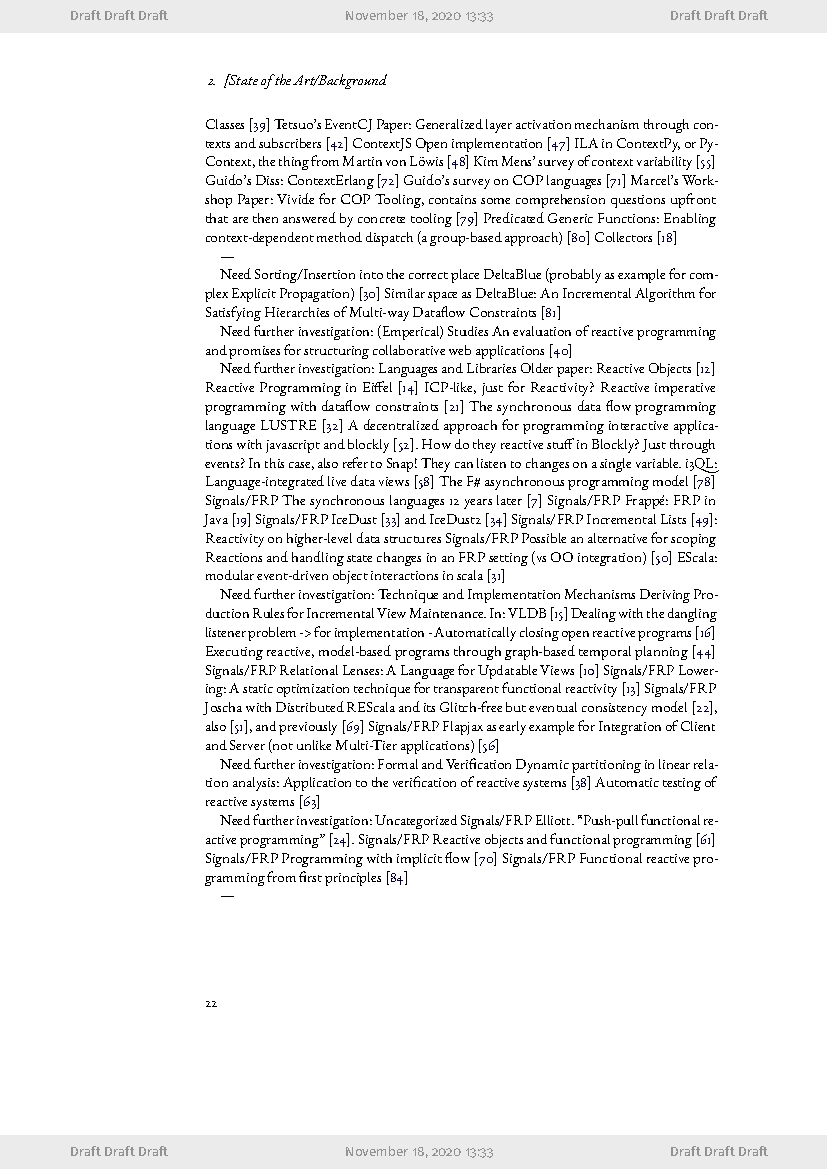 Draft Draft Draft November 18, 2020 13:33 Draft Draft Draft
2. [State of the Art/Background
Classes [39] Tetsuo's EventCJ Paper: Generalized layer activation mechanism through con-
texts and subscribers [42] ContextJS Open implementation [47] ILA in ContextPy, or Py-
Context, the thing from Martin von Löwis [48] Kim Mens' survey of context variability [55]
Guido's Diss: ContextErlang [72] Guido's survey on COP languages [71] Marcel's Work-
shop Paper: Vivide for COP Tooling, contains some comprehension questions upfront
that are then answered by concrete tooling [79] Predicated Generic Functions: Enabling
context-dependent method dispatch (a group-based approach) [80] Collectors [18]
—
Need Sorting/Insertion into the correct place DeltaBlue (probably as example for com-
plex Explicit Propagation) [30] Similar space as DeltaBlue: An Incremental Algorithm for
Satisfying Hierarchies of Multi-way Dataflow Constraints [81]
Need further investigation: (Emperical) Studies An evaluation of reactive programming
and promises for structuring collaborative web applications [40]
Need further investigation: Languages and Libraries Older paper: Reactive Objects [12]
Reactive Programming in Eiffel [14] ICP-like, just for Reactivity? Reactive imperative
programming with dataflow constraints [21] The synchronous data flow programming
language LUSTRE [32] A decentralized approach for programming interactive applica-
tions with javascript and blockly [52]. How do they reactive stuff in Blockly? Just through
events? In this case, also refer to Snap! They can listen to changes on a single variable. i3QL:
Language-integrated live data views [58] The F# asynchronous programming model [78]
Signals/FRP The synchronous languages 12 years later [7] Signals/FRP Frappé: FRP in
Java [19] Signals/FRP IceDust [33] and IceDust2 [34] Signals/FRP Incremental Lists [49]:
Reactivity on higher-level data structures Signals/FRP Possible an alternative for scoping
Reactions and handling state changes in an FRP setting (vs OO integration) [50] EScala:
modular event-driven object interactions in scala [31]
Need further investigation: Technique and Implementation Mechanisms Deriving Pro-
duction Rules for Incremental View Maintenance. In: VLDB [15] Dealing with the dangling
listener problem -> for implementation - Automatically closing open reactive programs [16]
Executing reactive, model-based programs through graph-based temporal planning [44]
Signals/FRP Relational Lenses: A Language for Updatable Views [10] Signals/FRP Lower-
ing: A static optimization technique for transparent functional reactivity [13] Signals/FRP
Joscha with Distributed REScala and its Glitch-free but eventual consistency model [22],
also [51], and previously [69] Signals/FRP Flapjax as early example for Integration of Client
and Server (not unlike Multi-Tier applications) [56]
Need further investigation: Formal and Verification Dynamic partitioning in linear rela-
tion analysis: Application to the verification of reactive systems [38] Automatic testing of
reactive systems [63]
Need further investigation: Uncategorized Signals/FRP Elliott. "Push-pull functional re-
active programming" [24]. Signals/FRP Reactive objects and functional programming [61]
Signals/FRP Programming with implicit flow [70] Signals/FRP Functional reactive pro-
gramming from first principles [84]
—
22
Draft Draft Draft November 18, 2020 13:33 Draft Draft Draft